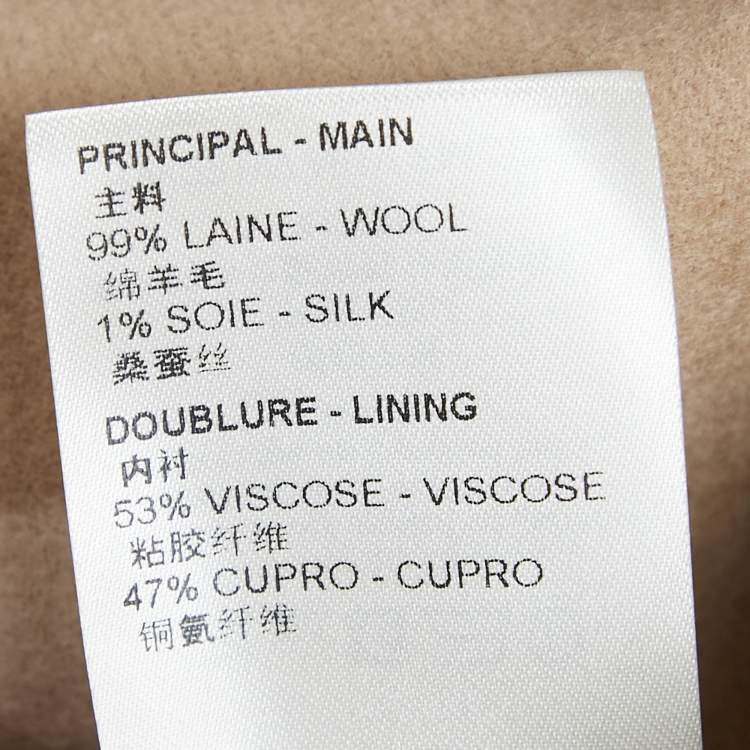 PRINCIPAL - MAIN
主料
99% LAINE - WOOL
绵羊毛
1% SOIE - SILK
桑蚕丝
DOUBLURE - LINING
内衬
53% VISCOSE - VISCOSE
粘胶纤维
47% CUPRO - CUPRO
铜氨纤维